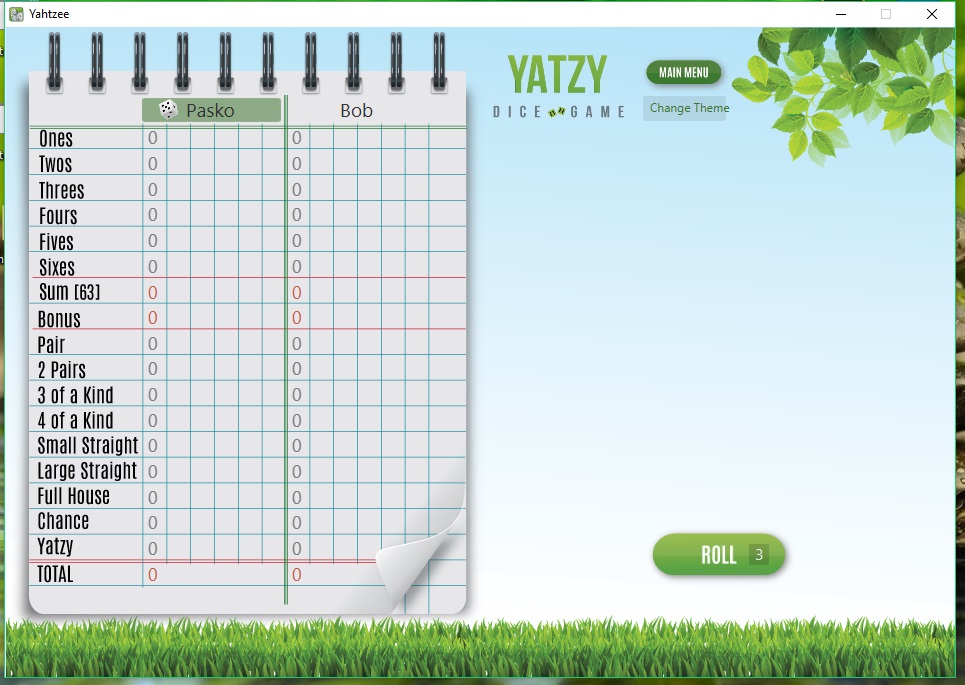 Yahtzee
YATZY
DICE GAME
MAIN MENU
Change Theme
Pasko Bob
Ones 0 0
Twos 0 0
Threes 0 0
Fours 0 0
Fives 0 0
Sixes 0 0
Sum [63] 0 0
Bonus 0 0
Pair 0 0
2 Pairs 0 0
3 of a Kind 0 0
4 of a Kind 0 0
Small Straight 0 0
Large Straight 0 0
Full House 0 0
Chance 0 0
Yatzy 0 0
TOTAL 0 0
ROLL 3